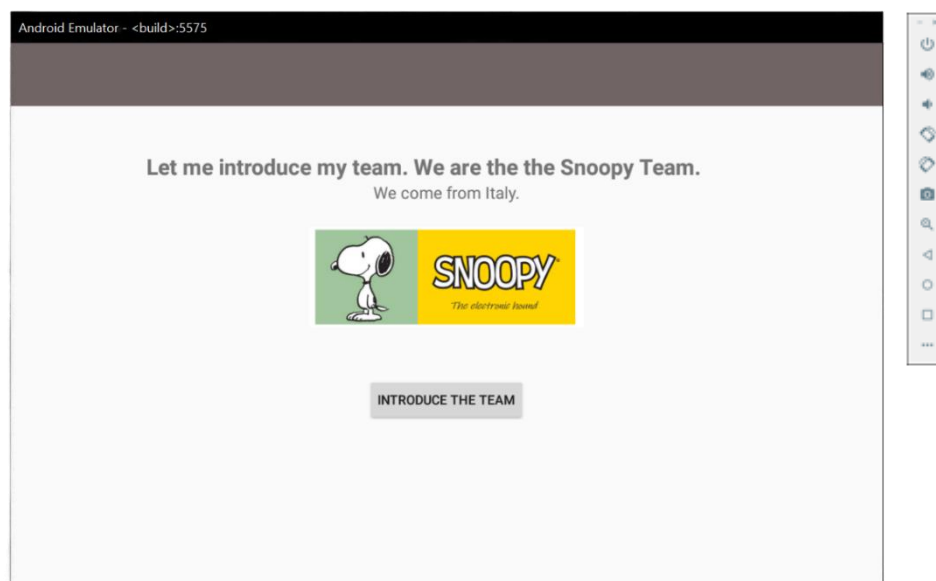 Android Emulator - <build>:5575
Let me introduce my team. We are the the Snoopy Team.
We come from Italy.
SNOOPY
The electronic hound
INTRODUCE THE TEAM